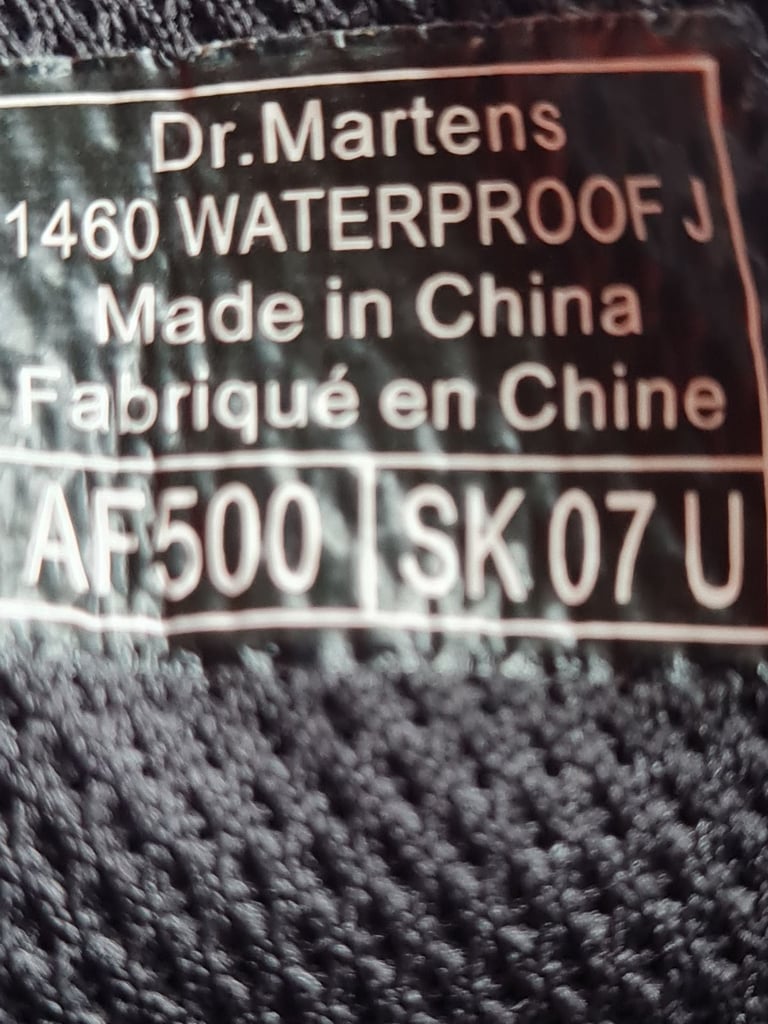 Dr.Martens
1460 WATERPROOF J
Made in China
Fabriqué en Chine
AF500 SK 07 U